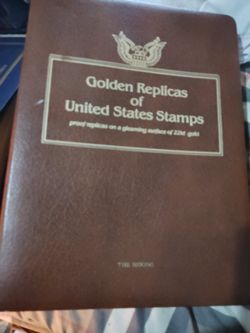 Golden Replicas
of
United States Stamps
proof replicas on a gleaming surface of 22kt gold